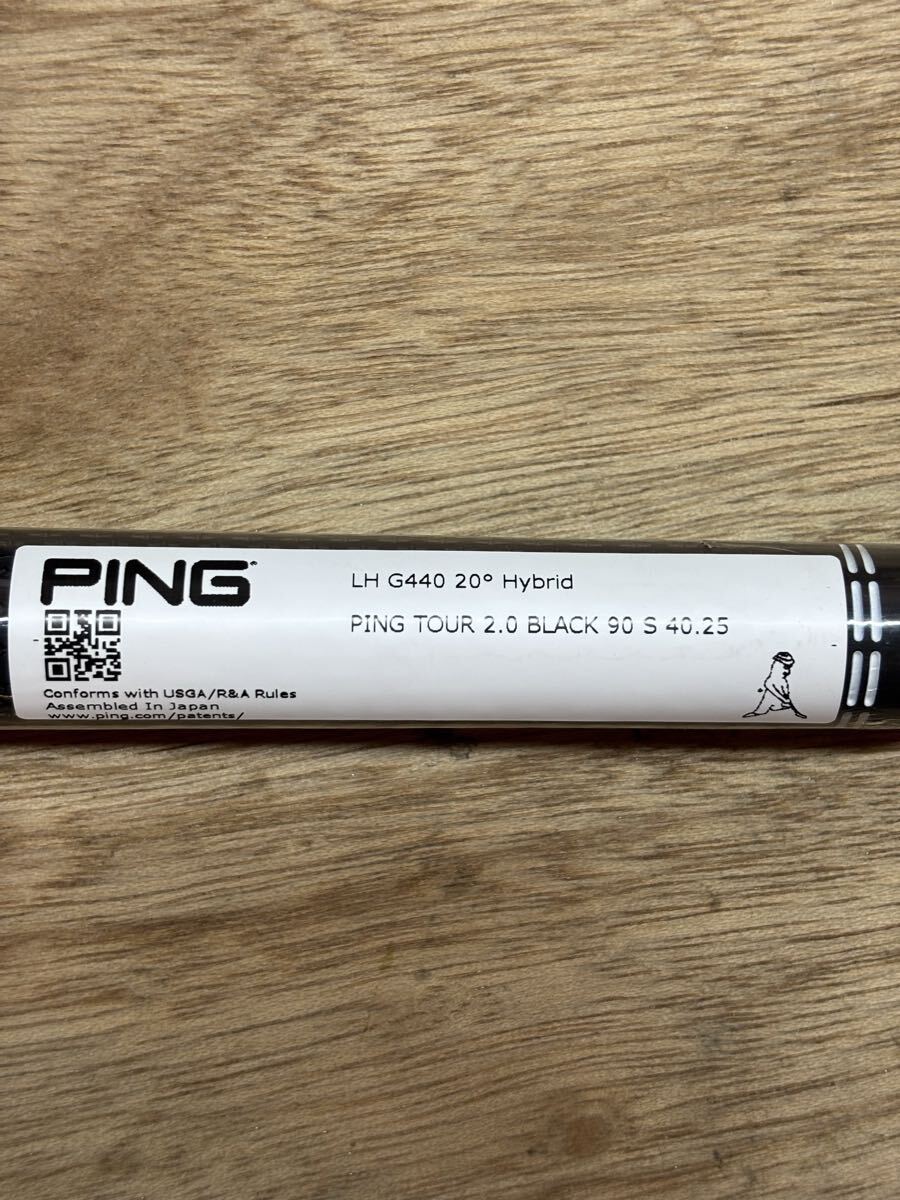 PING
LH G440 20° Hybrid
PING TOUR 2.0 BLACK 90 S 40.25
Conforms with USGA/R&A Rules
Assembled In Japan
www.ping.com/patents/